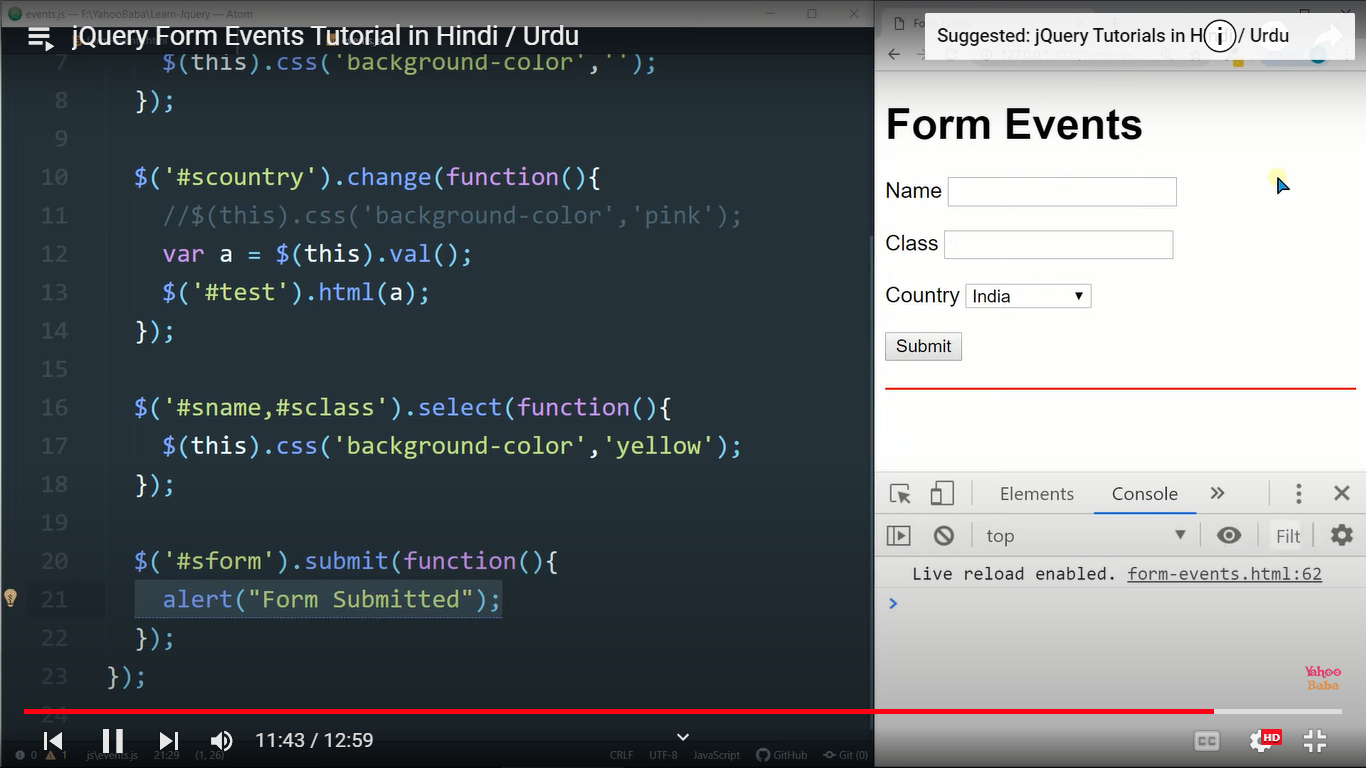 events.js — F:\YahooBaba\Learn-Jquery — Atom
jQuery Form Events Tutorial in Hindi / Urdu
7 $(this).css('background-color','');
8 });
9
10 $('#scountry').change(function(){
11 //$(this).css('background-color','pink');
12 var a = $(this).val();
13 $('#test').html(a);
14 });
15
16 $('#sname,#sclass').select(function(){
17 $(this).css('background-color','yellow');
18 });
19
20 $('#sform').submit(function(){
21 alert("Form Submitted");
22 });
23 });
24
11:43 / 12:59
0 1 js\events.js 21:29 (1, 26) CRLF UTF-8 JavaScript GitHub Git (0)
Suggested: jQuery Tutorials in H / Urdu
Form Events
Name
Class
Country India
Submit
Elements Console
top Filt
Live reload enabled. form-events.html:62
Yahoo
Baba
CC HD